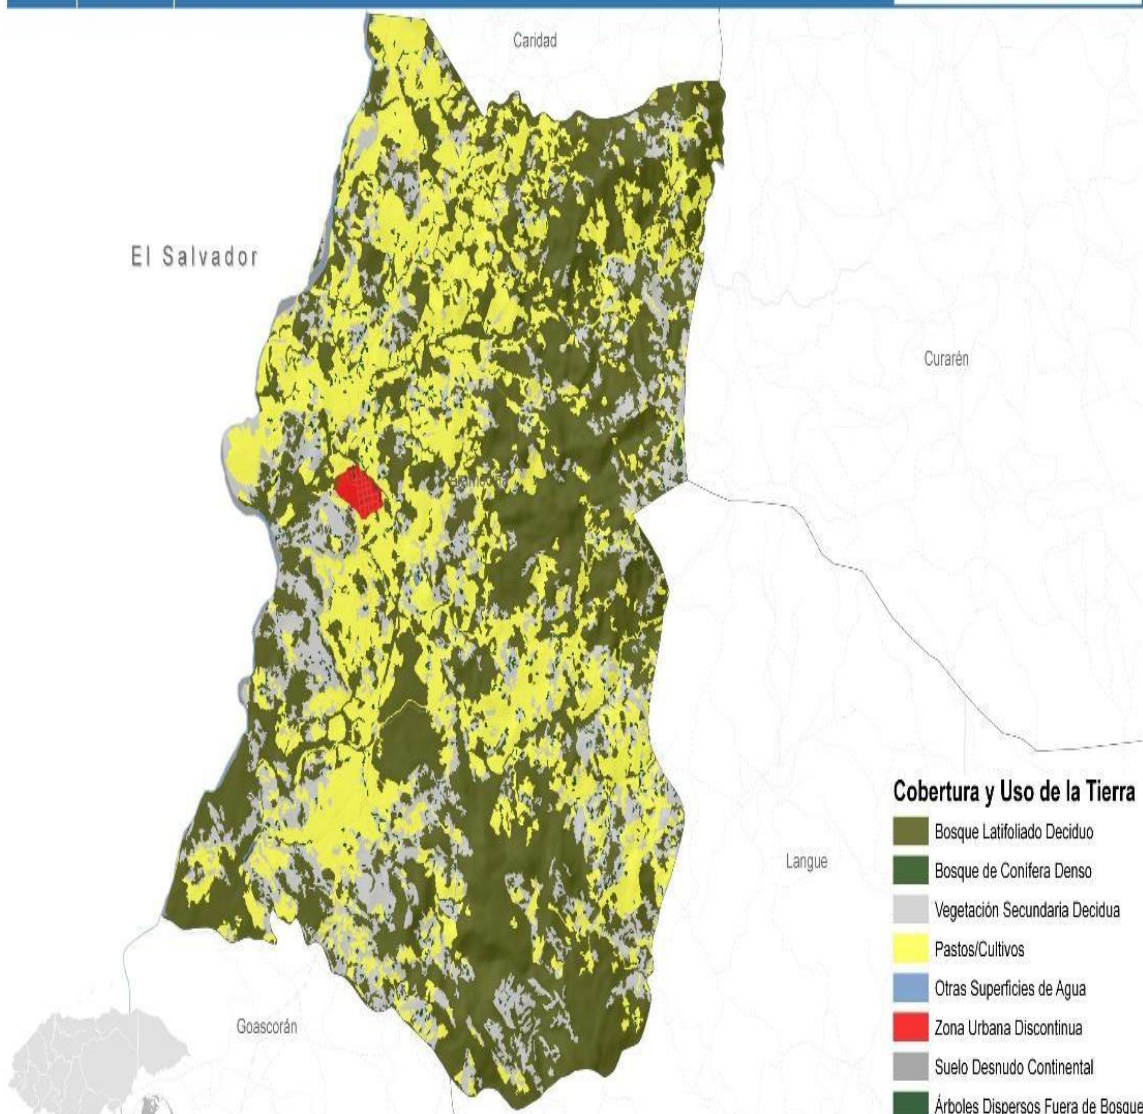 Caridad
El Salvador
Curarén
Cobertura y Uso de la Tierra
Bosque Latifoliado Deciduo
Bosque de Conífera Denso
Vegetación Secundaria Decidua
Langue
Pastos/Cultivos
Otras Superficies de Agua
Zona Urbana Discontinua
Goascorán
Suelo Desnudo Continental
Árboles Dispersos Fuera de Bosque